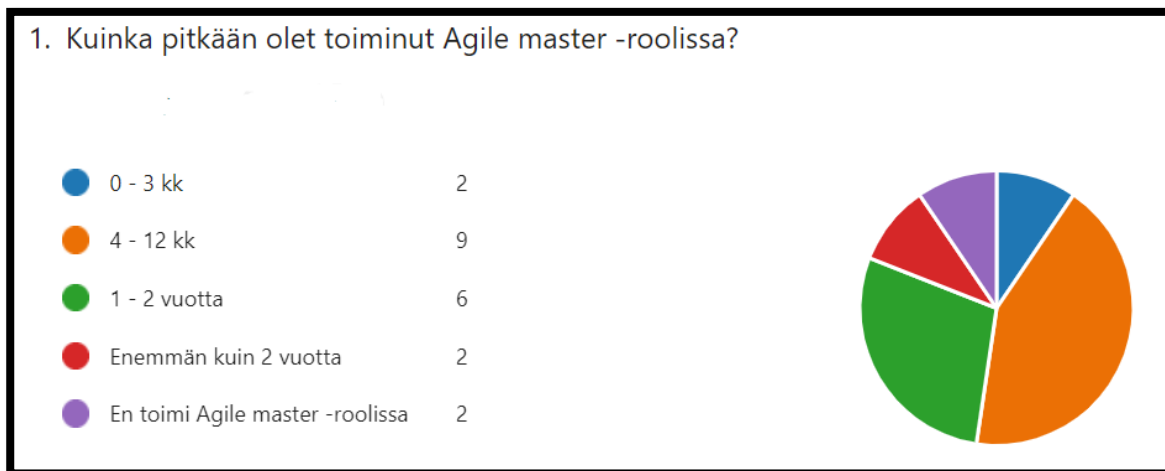 1. Kuinka pitkään olet toiminut Agile master -roolissa?
0 - 3 kk 2
4 - 12 kk 9
1 - 2 vuotta 6
Enemmän kuin 2 vuotta 2
En toimi Agile master -roolissa 2